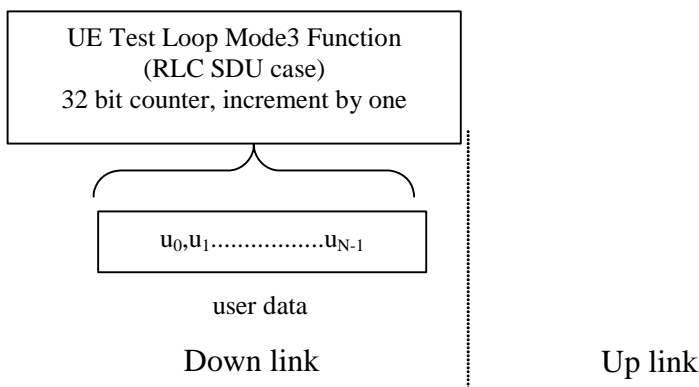 UE Test Loop Mode3 Function
(RLC SDU case)
32 bit counter, increment by one
u0,u1.................uN-1
user data
Down link
Up link